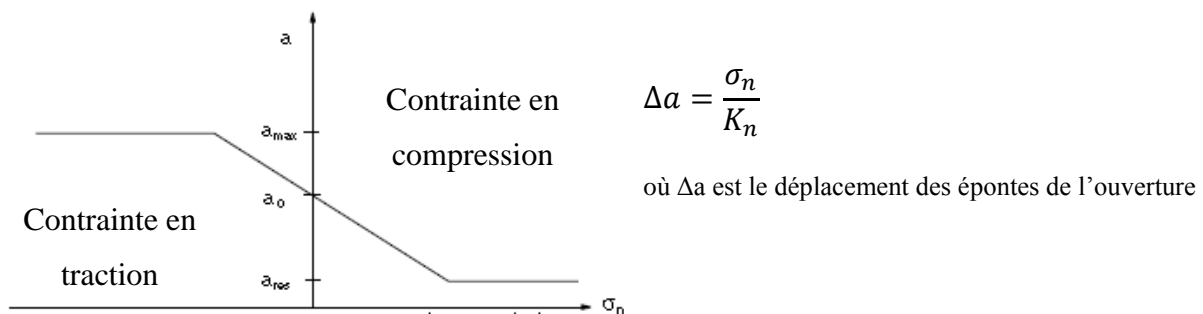 a
Contrainte en
compression
a_max
a_0
a_res
Contrainte en
traction
σ_n
Δa = σ_n / K_n
où Δa est le déplacement des épontes de l’ouverture